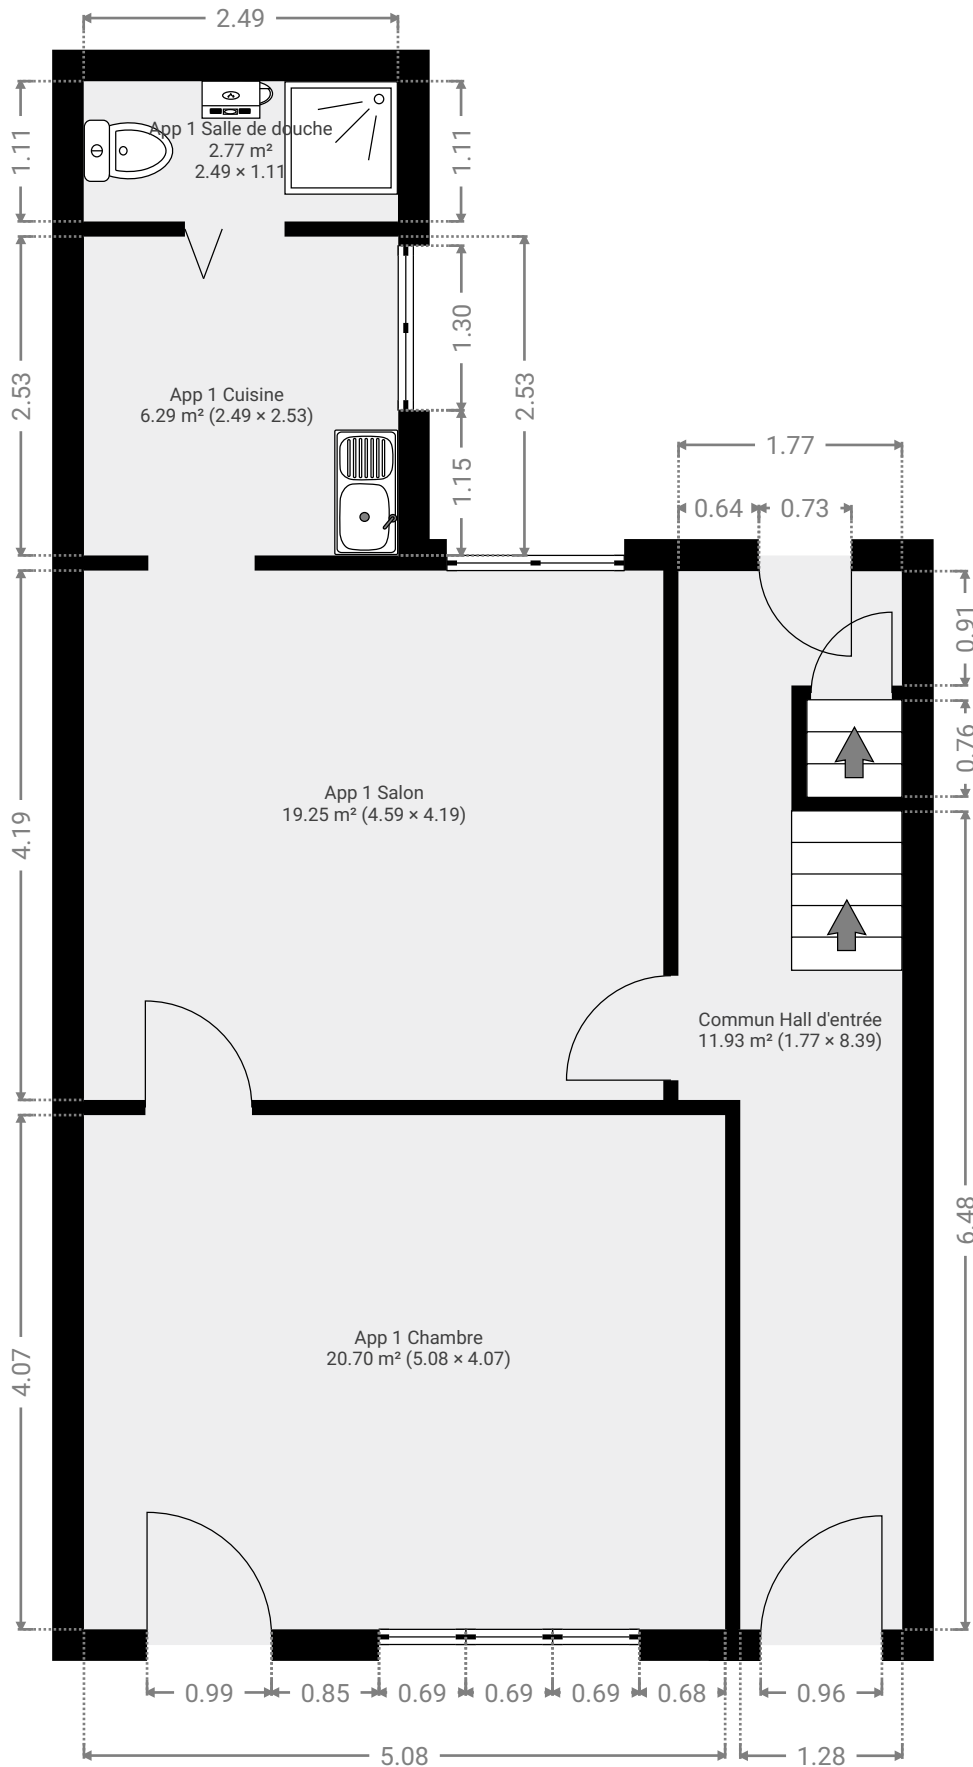 2.49
1.11
1.11
App 1 Salle de douche
2.77 m²
2.49 × 1.11
2.53
1.30
2.53
1.15
App 1 Cuisine
6.29 m² (2.49 × 2.53)
1.77
0.64
0.73
0.91
0.76
4.19
App 1 Salon
19.25 m² (4.59 × 4.19)
Commun Hall d'entrée
11.93 m² (1.77 × 8.39)
6.48
4.07
App 1 Chambre
20.70 m² (5.08 × 4.07)
0.99
0.85
0.69
0.69
0.69
0.68
0.96
5.08
1.28